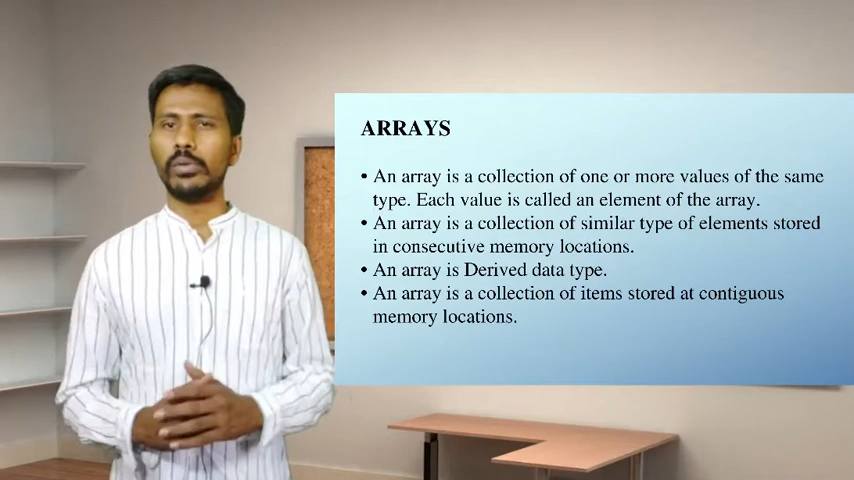 ARRAYS
• An array is a collection of one or more values of the same
type. Each value is called an element of the array.
• An array is a collection of similar type of elements stored
in consecutive memory locations.
• An array is Derived data type.
• An array is a collection of items stored at contiguous
memory locations.